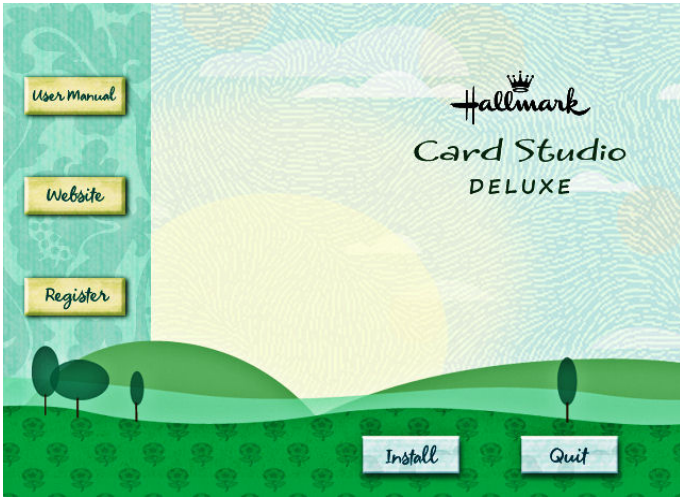 User Manual
Website
Register
Hallmark
Card Studio
DELUXE
Install
Quit